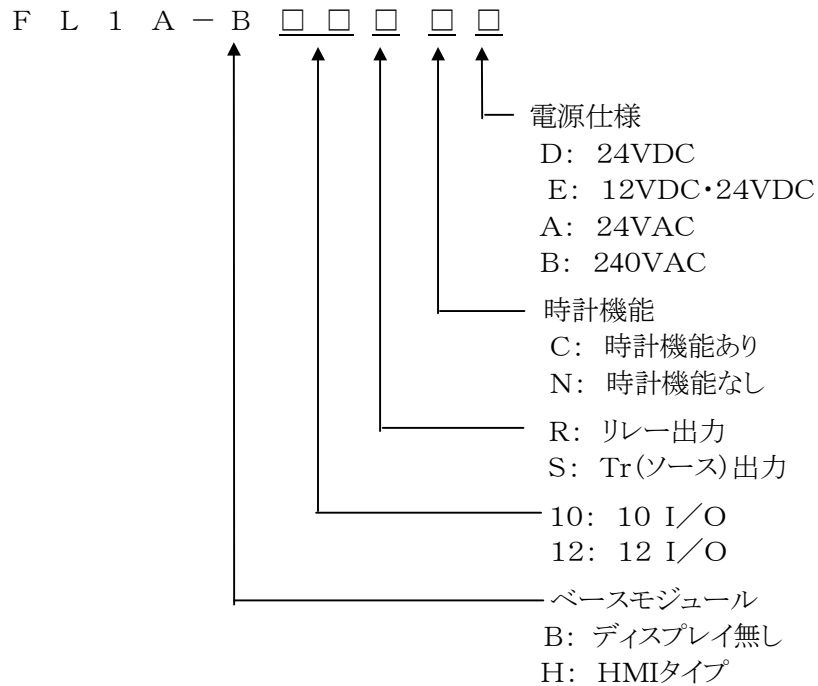 F L 1 A － B □ □ □ □ □
電源仕様
D： 24VDC
E： 12VDC・24VDC
A： 24VAC
B： 240VAC
時計機能
C： 時計機能あり
N： 時計機能なし
R： リレー出力
S： Tr(ソース)出力
10： 10 I／O
12： 12 I／O
ベースモジュール
B： ディスプレイ無し
H： HMIタイプ